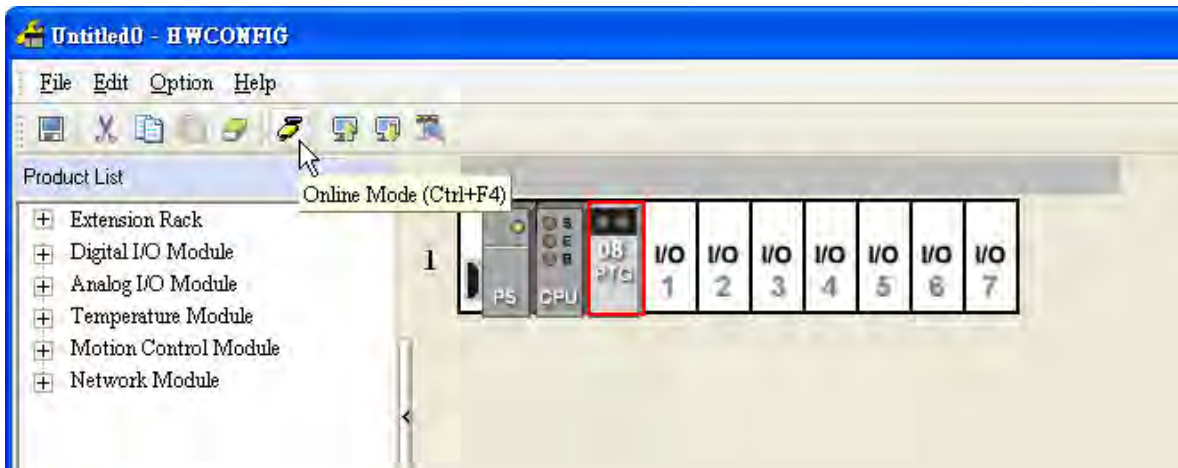 Untitled0 - HWCONFIG
File Edit Option Help
Product List
Online Mode (Ctrl+F4)
Extension Rack
Digital I/O Module
Analog I/O Module
Temperature Module
Motion Control Module
Network Module
1
PS
CPU
08
PTG
I/O 1
I/O 2
I/O 3
I/O 4
I/O 5
I/O 6
I/O 7